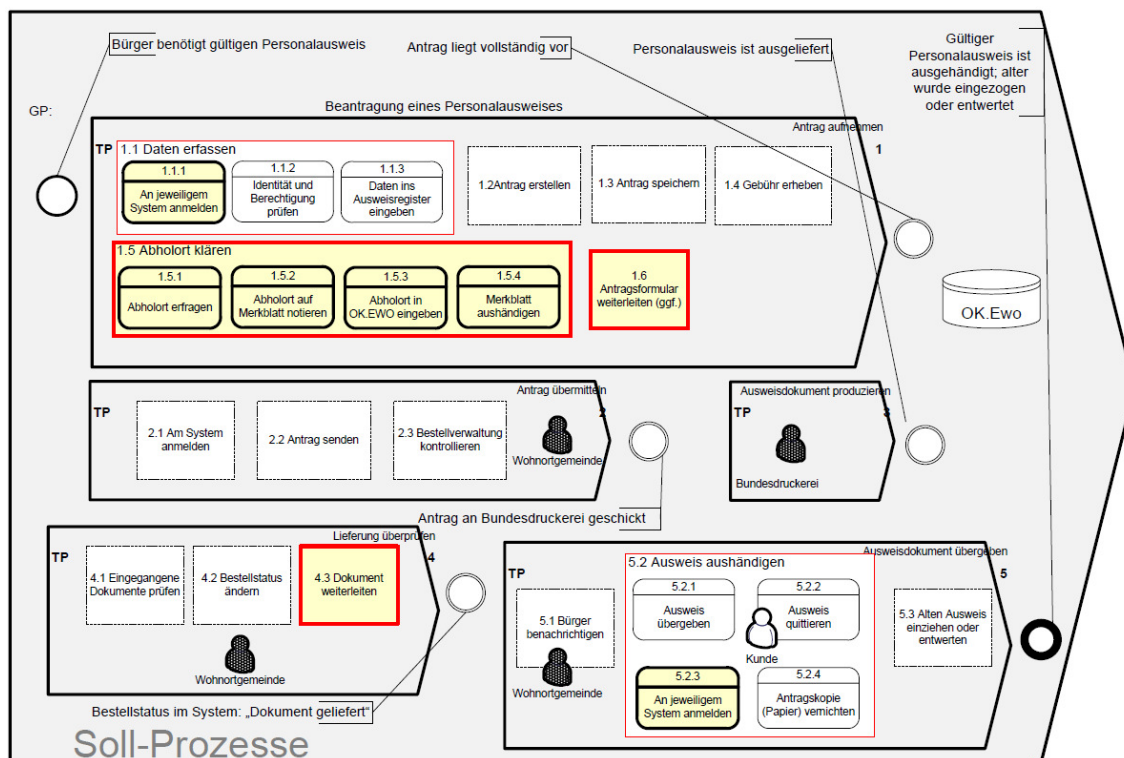 Bürger benötigt gültigen Personalausweis
Antrag liegt vollständig vor
Personalausweis ist ausgeliefert
Gültiger
Personalausweis ist
ausgehändigt; alter
wurde eingezogen
oder entwertet
GP:
Beantragung eines Personalausweises
Antrag aufnehmen
TP
1
1.1 Daten erfassen
1.1.1
An jeweiligem
System anmelden
1.1.2
Identität und
Berechtigung
prüfen
1.1.3
Daten ins
Ausweisregister
eingeben
1.2Antrag erstellen
1.3 Antrag speichern
1.4 Gebühr erheben
1.5 Abholort klären
1.5.1
Abholort erfragen
1.5.2
Abholort auf
Merkblatt notieren
1.5.3
Abholort in
OK.EWO eingeben
1.5.4
Merkblatt
aushändigen
1.6
Antragsformular
weiterleiten (ggf.)
OK.Ewo
Antrag übermitteln
TP
2
2.1 Am System
anmelden
2.2 Antrag senden
2.3 Bestellverwaltung
kontrollieren
Wohnortgemeinde
Ausweisdokument produzieren
TP
3
Bundesdruckerei
Antrag an Bundesdruckerei geschickt
Lieferung überprüfen
TP
4
4.1 Eingegangene
Dokumente prüfen
4.2 Bestellstatus
ändern
4.3 Dokument
weiterleiten
Wohnortgemeinde
Bestellstatus im System: „Dokument geliefert“
Ausweisdokument übergeben
TP
5
5.1 Bürger
benachrichtigen
Wohnortgemeinde
5.2 Ausweis aushändigen
5.2.1
Ausweis
übergeben
5.2.2
Ausweis
quittieren
Kunde
5.2.3
An jeweiligem
System anmelden
5.2.4
Antragskopie
(Papier) vernichten
5.3 Alten Ausweis
einziehen oder
entwerten
Soll-Prozesse